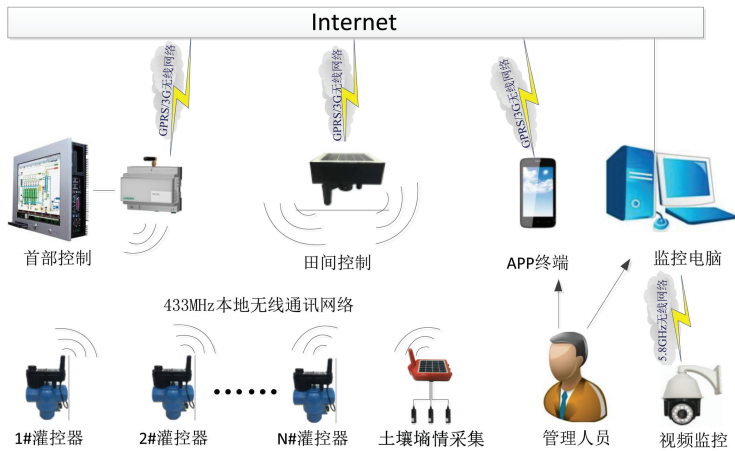 Internet
GPRS/3G无线网络
GPRS/3G无线网络
GPRS/3G无线网络
首部控制
田间控制
APP终端
监控电脑
433MHz本地无线通讯网络
5.8GHz无线网络
1#灌控器
2#灌控器
······
N#灌控器
土壤墒情采集
管理人员
视频监控